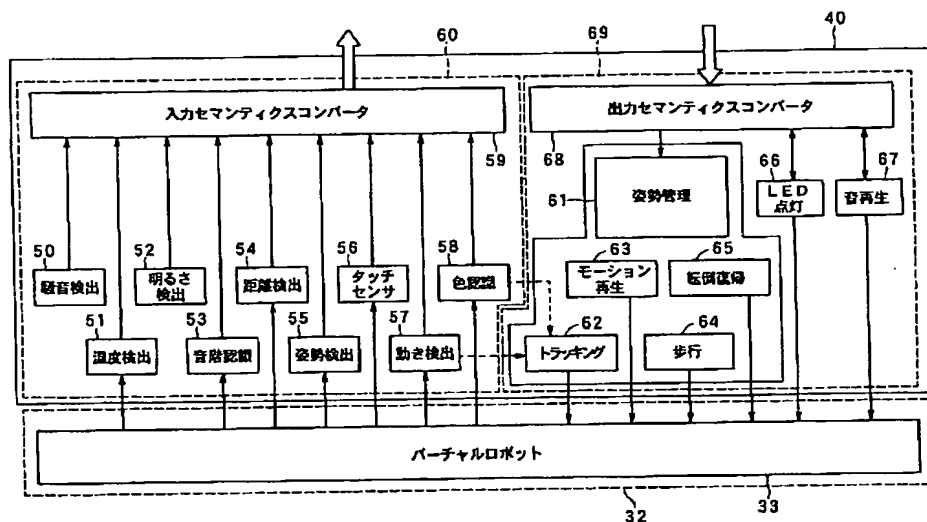 40
60
69
入力セマンティクスコンバータ
59
出力セマンティクスコンバータ
68
66
67
61
姿勢管理
LED
点灯
音再生
50
52
54
56
58
63
65
騒音検出
明るさ
検出
距離検出
タッチ
センサ
色認識
モーション
再生
転倒復帰
51
53
55
57
62
64
温度検出
音階認識
姿勢検出
動き検出
トラッキング
歩行
バーチャルロボット
32
33